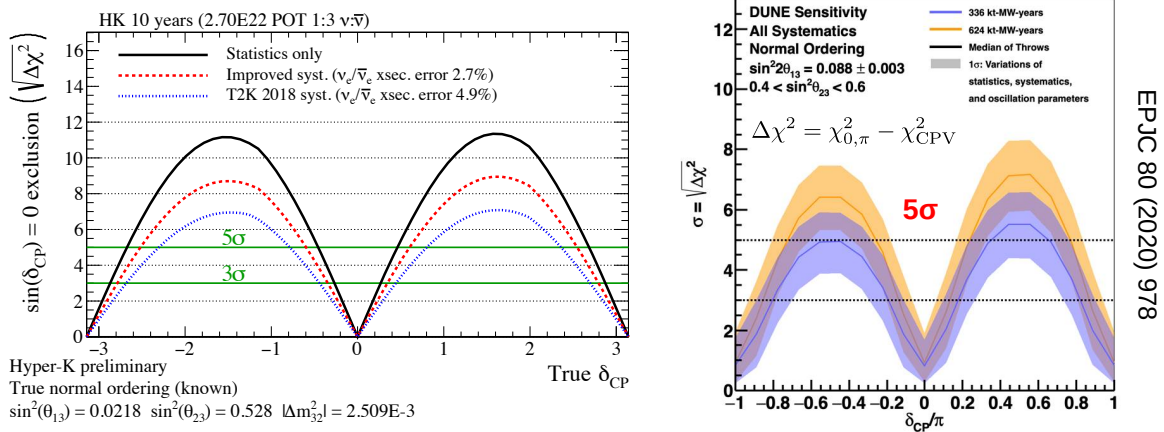 HK 10 years (2.70E22 POT 1:3 ν:ν̅)
sin(δCP) = 0 exclusion (√Δχ²)
16
14
12
10
8
6
4
2
0
Statistics only
Improved syst. (νe/ν̅e xsec. error 2.7%)
T2K 2018 syst. (νe/ν̅e xsec. error 4.9%)
5σ
3σ
−3 −2 −1 0 1 2 3
True δCP
Hyper-K preliminary
True normal ordering (known)
sin²(θ13) = 0.0218 sin²(θ23) = 0.528 |Δm²32| = 2.509E-3
DUNE Sensitivity
All Systematics
Normal Ordering
sin²2θ13 = 0.088 ± 0.003
0.4 < sin²θ23 < 0.6
336 kt-MW-years
624 kt-MW-years
Median of Throws
1σ: Variations of
statistics, systematics,
and oscillation parameters
Δχ² = χ²0,π − χ²CPV
5σ
σ = √Δχ²
12
10
8
6
4
2
0
−1 −0.8 −0.6 −0.4 −0.2 0 0.2 0.4 0.6 0.8 1
δCP/π
EPJC 80 (2020) 978